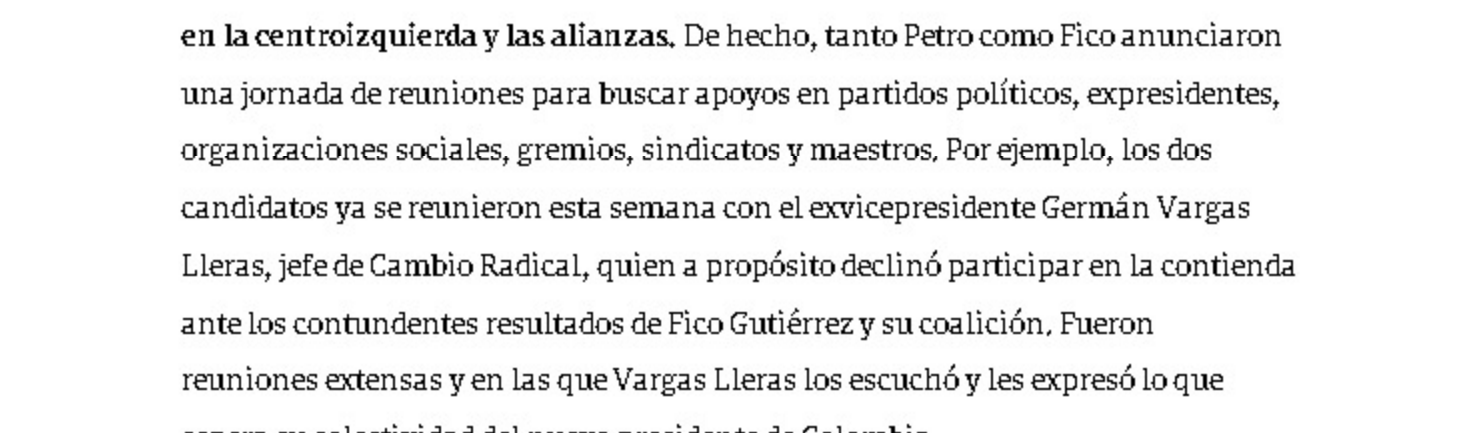 en la centroizquierda y las alianzas. De hecho, tanto Petro como Fico anunciaron
una jornada de reuniones para buscar apoyos en partidos políticos, expresidentes,
organizaciones sociales, gremios, sindicatos y maestros. Por ejemplo, los dos
candidatos ya se reunieron esta semana con el exvicepresidente Germán Vargas
Lleras, jefe de Cambio Radical, quien a propósito declinó participar en la contienda
ante los contundentes resultados de Fico Gutiérrez y su coalición. Fueron
reuniones extensas y en las que Vargas Lleras los escuchó y les expresó lo que